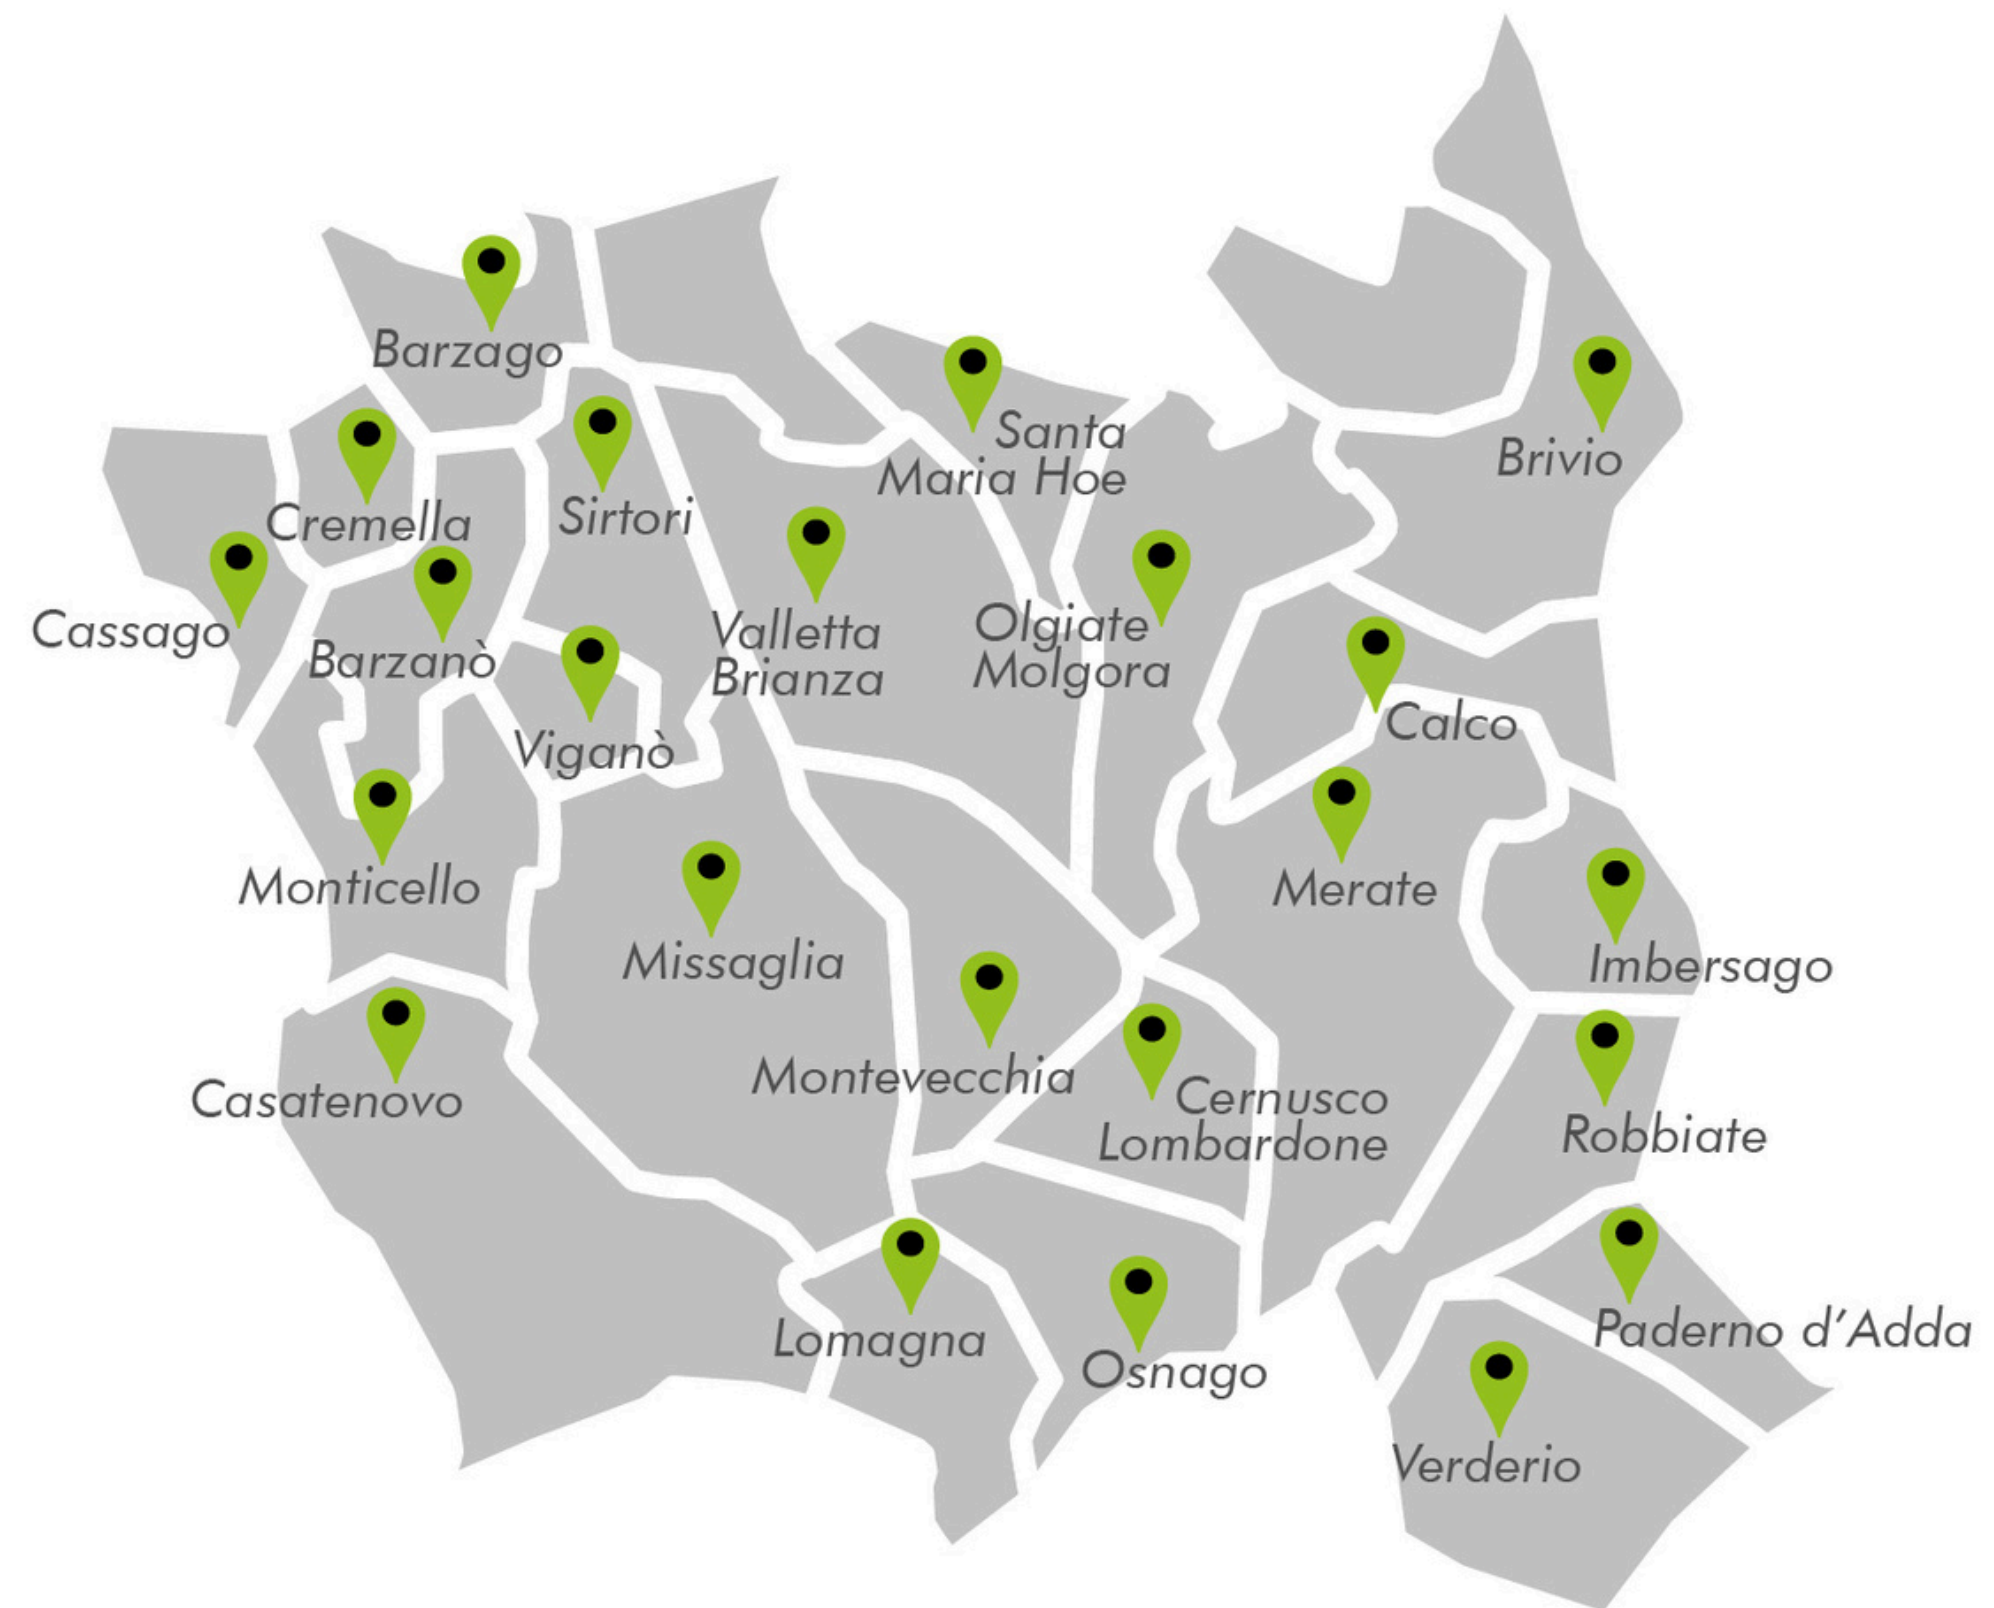 Barzago
Santa
Maria Hoe
Brivio
Cremella
Sirtori
Cassago
Barzanò
Valletta
Brianza
Olgiate
Molgora
Viganò
Calco
Monticello
Merate
Missaglia
Imbersago
Montevecchia
Casatenovo
Cernusco
Lombardone
Robbiate
Lomagna
Osnago
Paderno d’Adda
Verderio